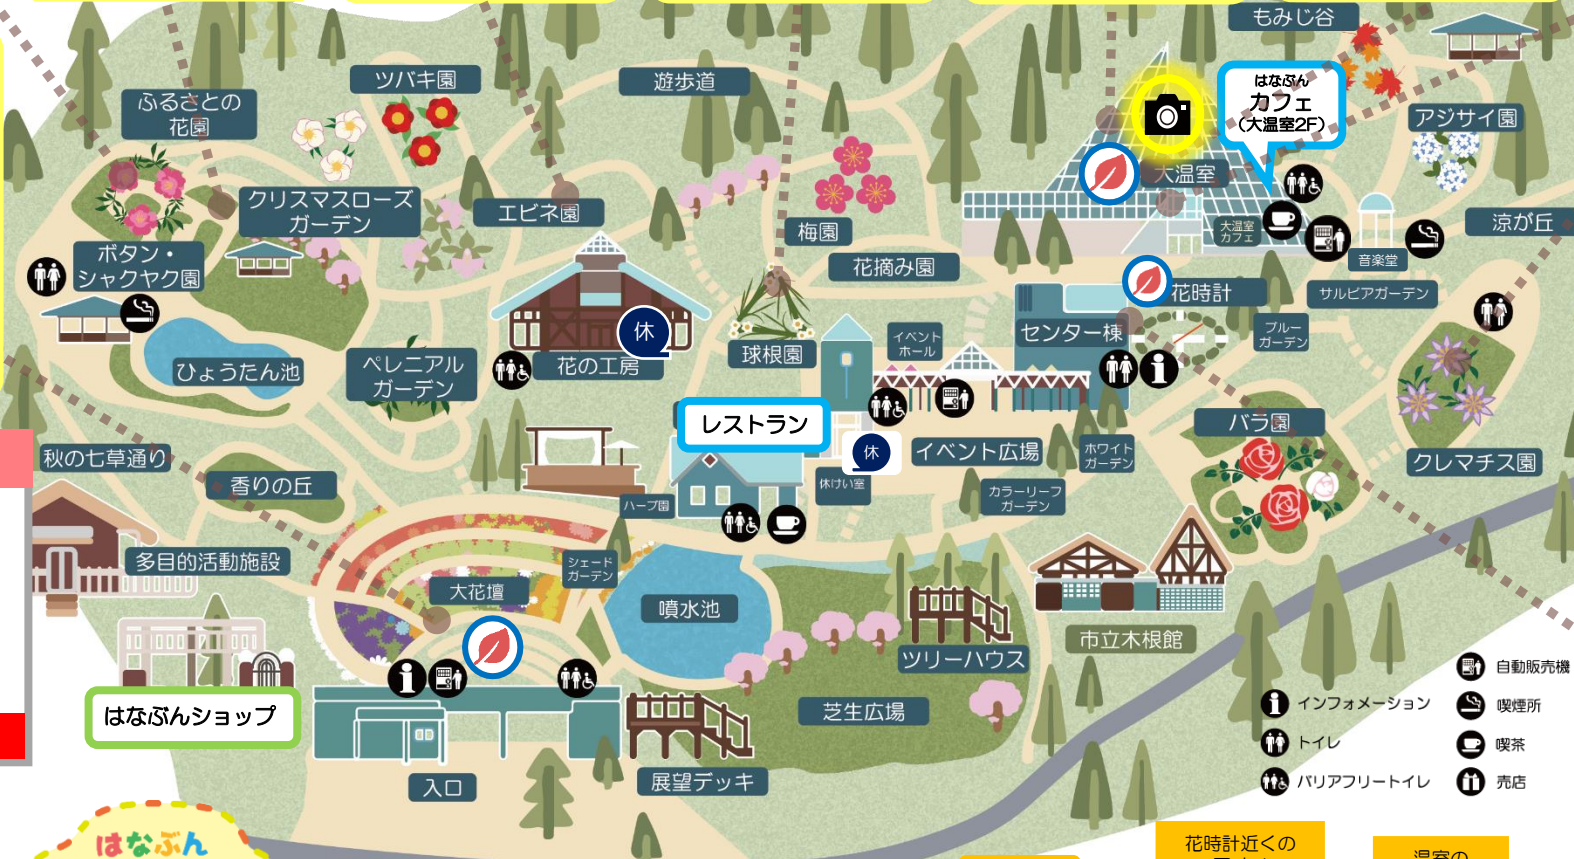 もみじ谷
はなぶん
カフェ
(大温室2F)
ツバキ園
遊歩道
ふるさとの
花園
アジサイ園
大温室
クリスマスローズ
ガーデン
エビネ園
梅園
大温室
カフェ
涼が丘
ボタン・
シャクヤク園
花摘み園
音楽堂
花時計
サルビアガーデン
センター棟
ブルー
ガーデン
イベント
ホール
休
球根園
花の工房
ペレニアル
ガーデン
ひょうたん池
レストラン
バラ園
休
イベント広場
ホワイト
ガーデン
クレマチス園
秋の七草通り
香りの丘
休けい室
カラーリーフ
ガーデン
ハーブ園
多目的活動施設
シェード
ガーデン
大花壇
噴水池
市立木根館
ツリーハウス
自動販売機
はなぶんショップ
芝生広場
インフォメーション
喫煙所
トイレ
喫茶
入口
展望デッキ
バリアフリートイレ
売店
はなぶん
花時計近くの
温室の